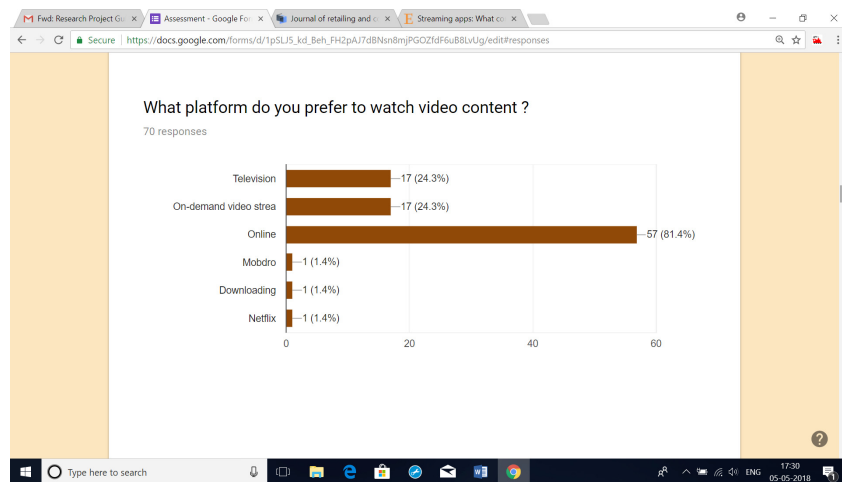 Fwd: Research Project Gu
Assessment - Google For
Journal of retailing and c
Streaming apps: What co
Secure
https://docs.google.com/forms/d/1pSLJ5_kd_Beh_FH2pAJ7dBNsn8mjPGOZfdF6uB8LvUg/edit#responses
What platform do you prefer to watch video content ?
70 responses
Television 17 (24.3%)
On-demand video strea 17 (24.3%)
Online 57 (81.4%)
Mobdro 1 (1.4%)
Downloading 1 (1.4%)
Netflix 1 (1.4%)
0 20 40 60
Type here to search
ENG
17:30
05-05-2018